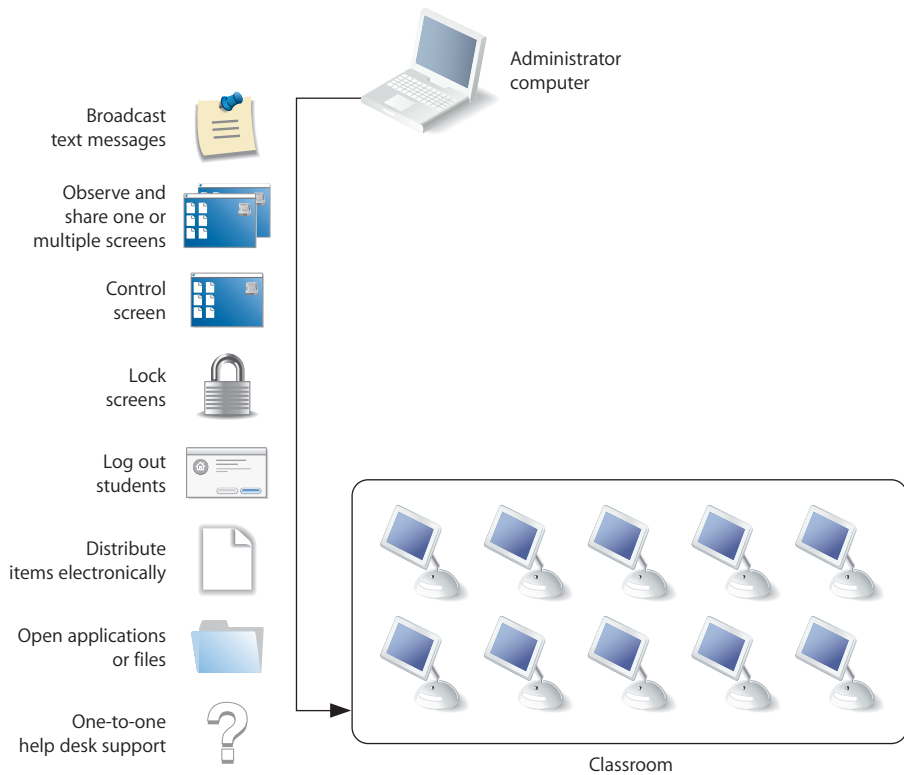 Administrator
computer
Broadcast
text messages
Observe and
share one or
multiple screens
Control
screen
Lock
screens
Log out
students
Distribute
items electronically
Open applications
or files
One-to-one
help desk support
Classroom